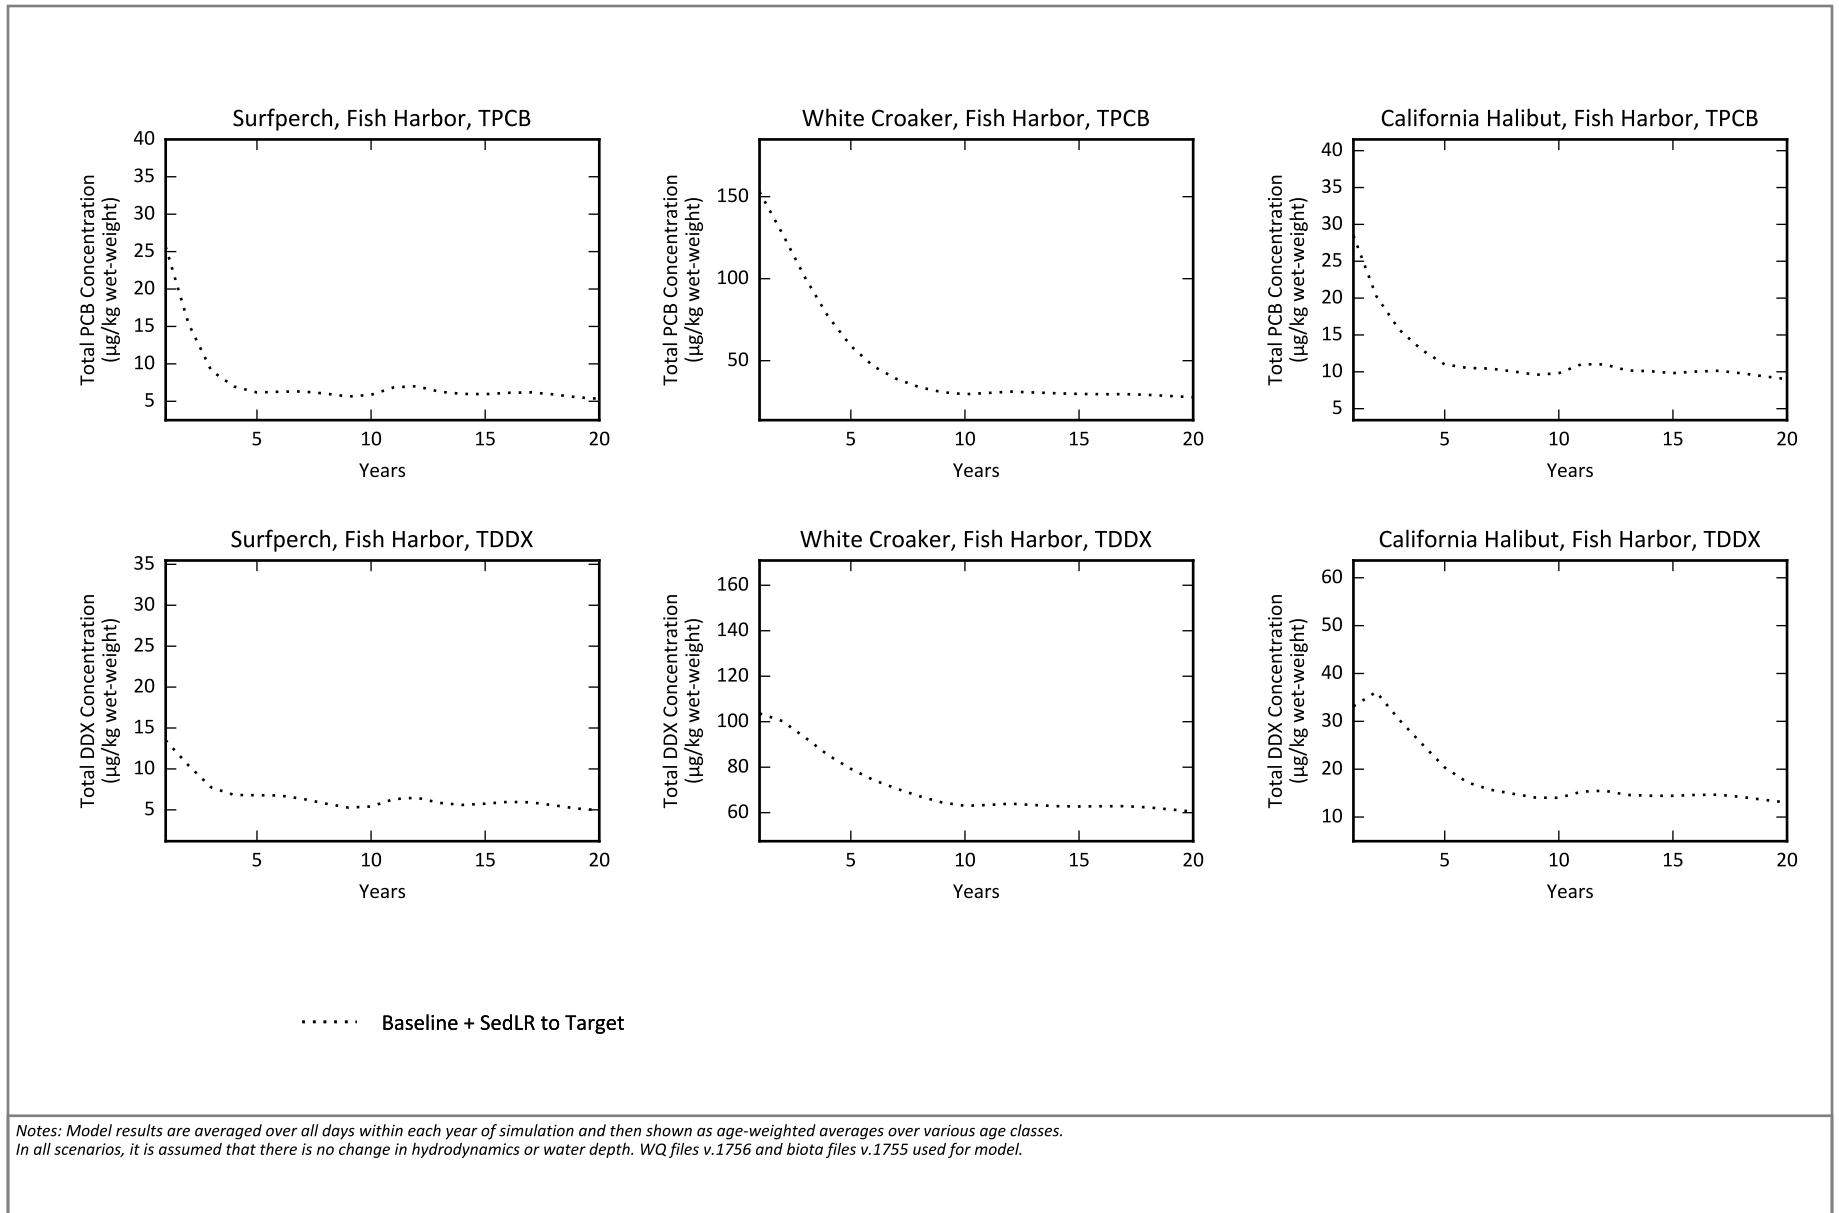 Surfperch, Fish Harbor, TPCB
Total PCB Concentration
(µg/kg wet-weight)
40
35
30
25
20
15
10
5
5 10 15 20
Years
White Croaker, Fish Harbor, TPCB
Total PCB Concentration
(µg/kg wet-weight)
150
100
50
5 10 15 20
Years
California Halibut, Fish Harbor, TPCB
Total PCB Concentration
(µg/kg wet-weight)
40
35
30
25
20
15
10
5
5 10 15 20
Years
Surfperch, Fish Harbor, TDDX
Total DDX Concentration
(µg/kg wet-weight)
35
30
25
20
15
10
5
5 10 15 20
Years
White Croaker, Fish Harbor, TDDX
Total DDX Concentration
(µg/kg wet-weight)
160
140
120
100
80
60
5 10 15 20
Years
California Halibut, Fish Harbor, TDDX
Total DDX Concentration
(µg/kg wet-weight)
60
50
40
30
20
10
5 10 15 20
Years
Baseline + SedLR to Target
Notes: Model results are averaged over all days within each year of simulation and then shown as age-weighted averages over various age classes.
In all scenarios, it is assumed that there is no change in hydrodynamics or water depth. WQ files v.1756 and biota files v.1755 used for model.